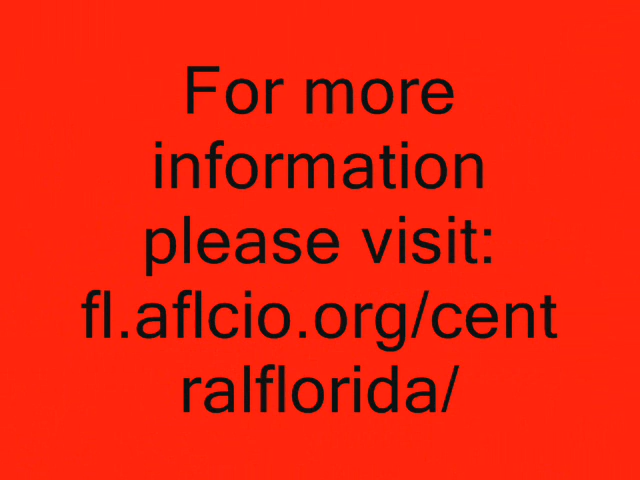 For more
information
please visit:
fl.aflcio.org/cent
ralflorida/